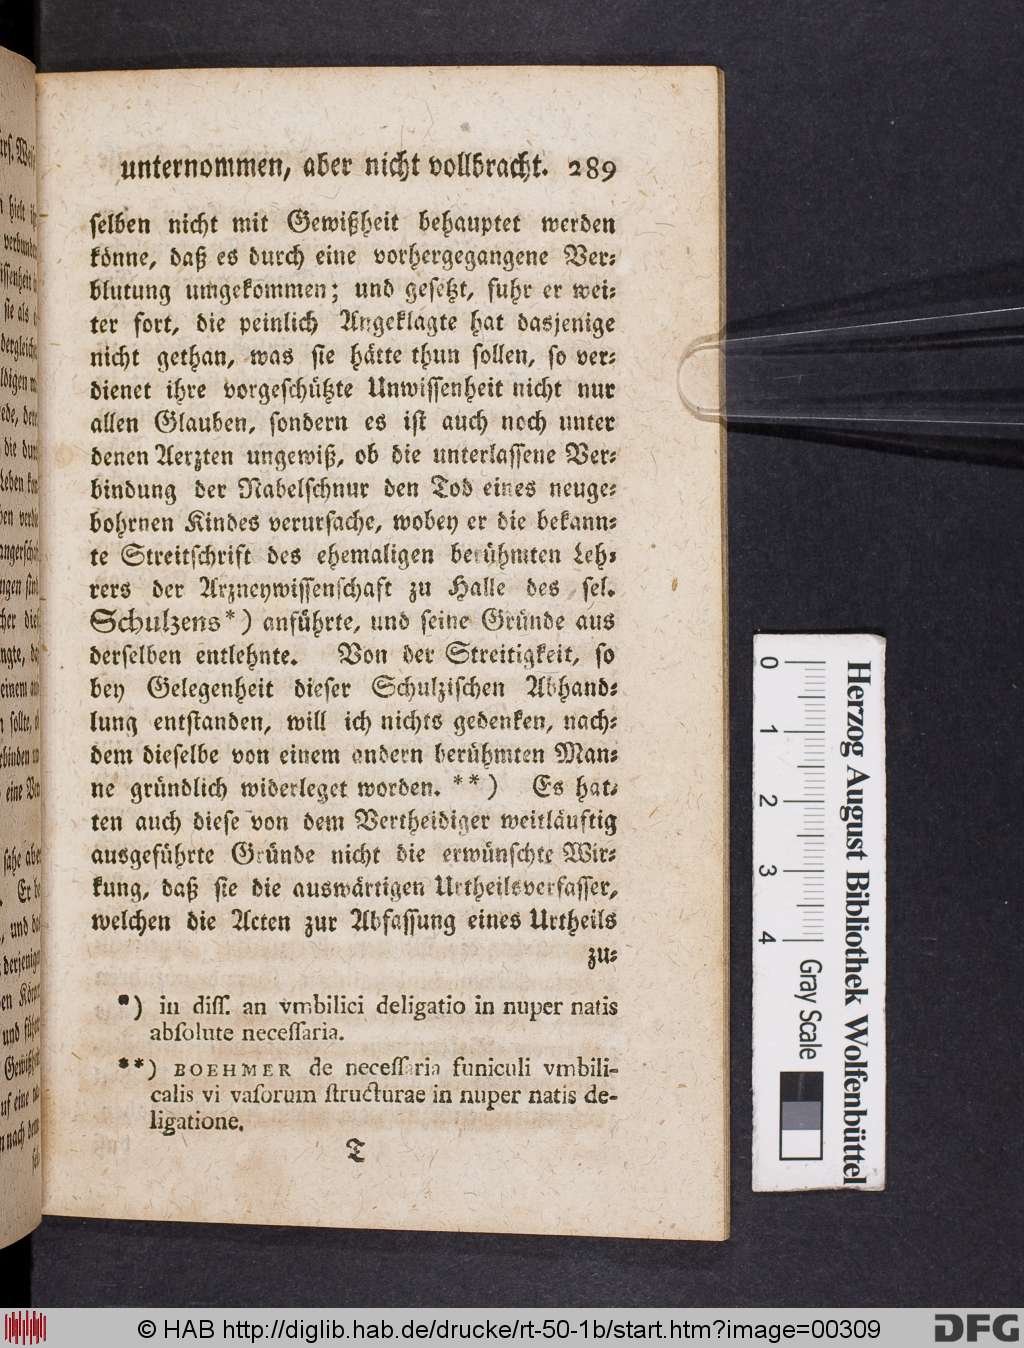 unternommen, aber nicht vollbracht. 289
selben nicht mit Gewißheit behauptet werden
könne, daß es durch eine vorhergegangene Ver-
blutung umgekommen; und gesetzt, fuhr er wei-
ter fort, die peinlich Angeklagte hat dasjenige
nicht gethan, was sie hätte thun sollen, so ver-
dienet ihre vorgeschützte Unwissenheit nicht nur
allen Glauben, sondern es ist auch noch unter
denen Aerzten ungewiß, ob die unterlassene Ver-
bindung der Nabelschnur den Tod eines neuge-
bohrnen Kindes verursache, wobey er die bekann-
te Streitschrift des ehemaligen berühmten Leh-
rers der Arzneywissenschaft zu Halle des sel.
Schulzens*) anführte, und seine Gründe aus
derselben entlehnte. Von der Streitigkeit, so
bey Gelegenheit dieser Schulzischen Abhand-
lung entstanden, will ich nichts gedenken, nach-
dem dieselbe von einem andern berühmten Man-
ne gründlich widerleget worden. **) Es hat-
ten auch diese von dem Vertheidiger weitläuftig
ausgeführte Gründe nicht die erwünschte Wir-
kung, daß sie die auswärtigen Urtheilsverfasser,
welchen die Acten zur Abfassung eines Urtheils
zu-
*) in diss. an vmbilici deligatio in nuper natis
absolute necessaria.
**) BOEHMER de necessaria funiculi vmbili-
calis vi vasorum structurae in nuper natis de-
ligatione.
T
0 1 2 3 4
Gray Scale
Herzog August Bibliothek Wolfenbüttel
© HAB http://diglib.hab.de/drucke/rt-50-1b/start.htm?image=00309
DFG